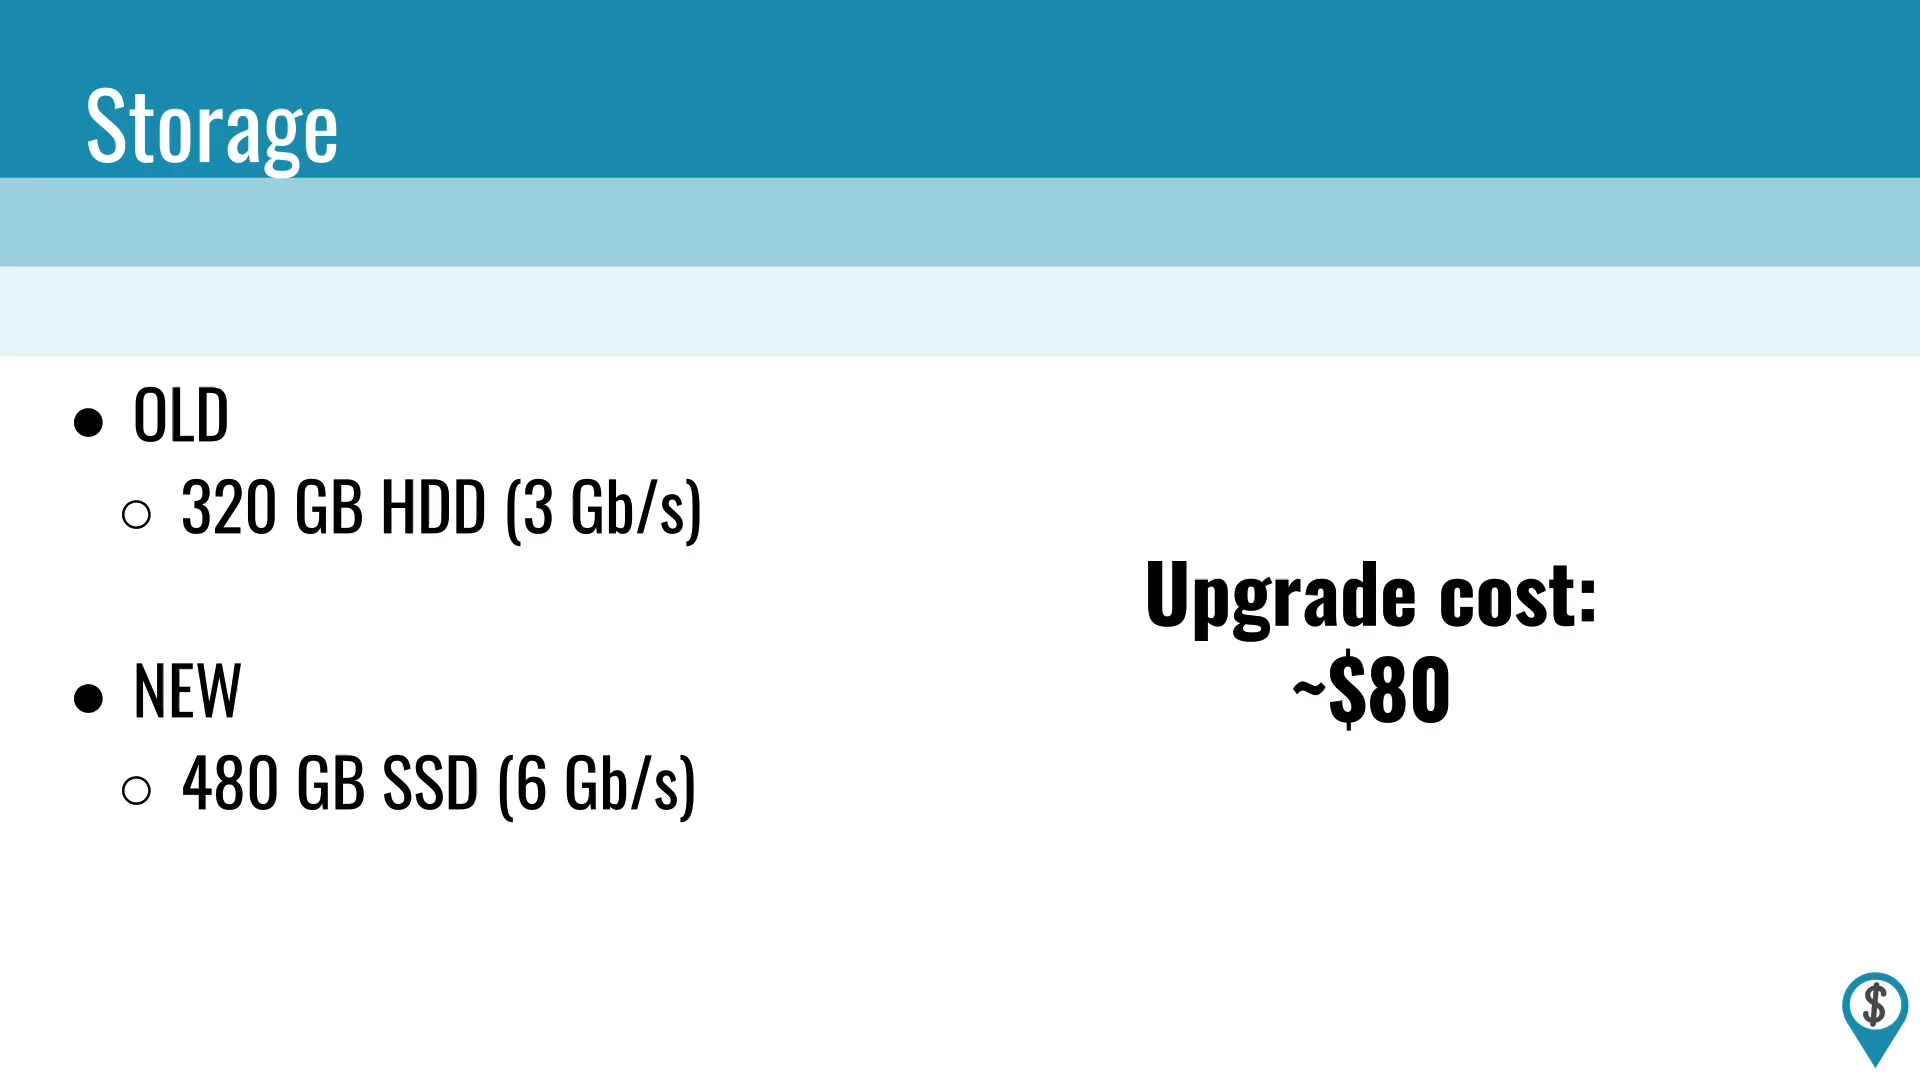 Storage
● OLD
○ 320 GB HDD (3 Gb/s)
● NEW
○ 480 GB SSD (6 Gb/s)
Upgrade cost:
~$80
$